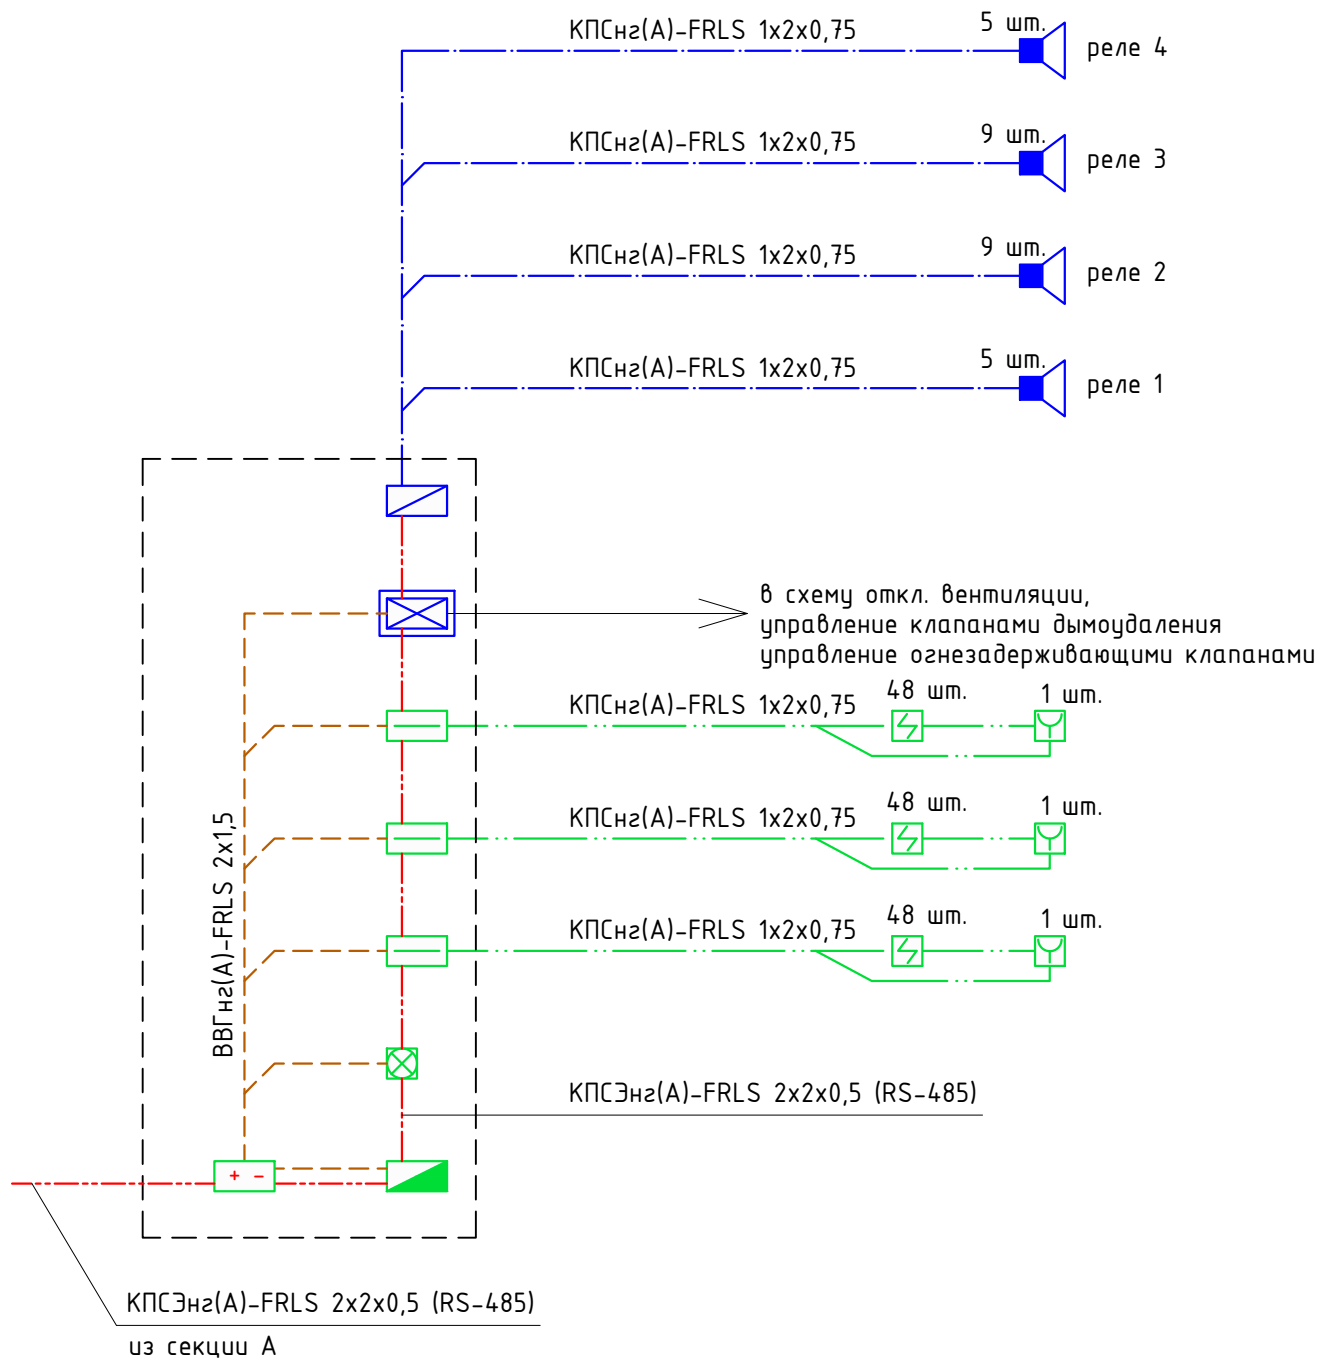 КПСнг(А)-FRLS 1х2х0,75
5 шт.
реле 4
КПСнг(А)-FRLS 1х2х0,75
9 шт.
реле 3
КПСнг(А)-FRLS 1х2х0,75
9 шт.
реле 2
КПСнг(А)-FRLS 1х2х0,75
5 шт.
реле 1
в схему откл. вентиляции,
управление клапанами дымоудаления
управление огнезадерживающими клапанами
КПСнг(А)-FRLS 1х2х0,75
48 шт.
1 шт.
КПСнг(А)-FRLS 1х2х0,75
48 шт.
1 шт.
КПСнг(А)-FRLS 1х2х0,75
48 шт.
1 шт.
ВВГнг(А)-FRLS 2х1,5
КПСЭнг(А)-FRLS 2х2х0,5 (RS-485)
+ -
КПСЭнг(А)-FRLS 2х2х0,5 (RS-485)
из секции А